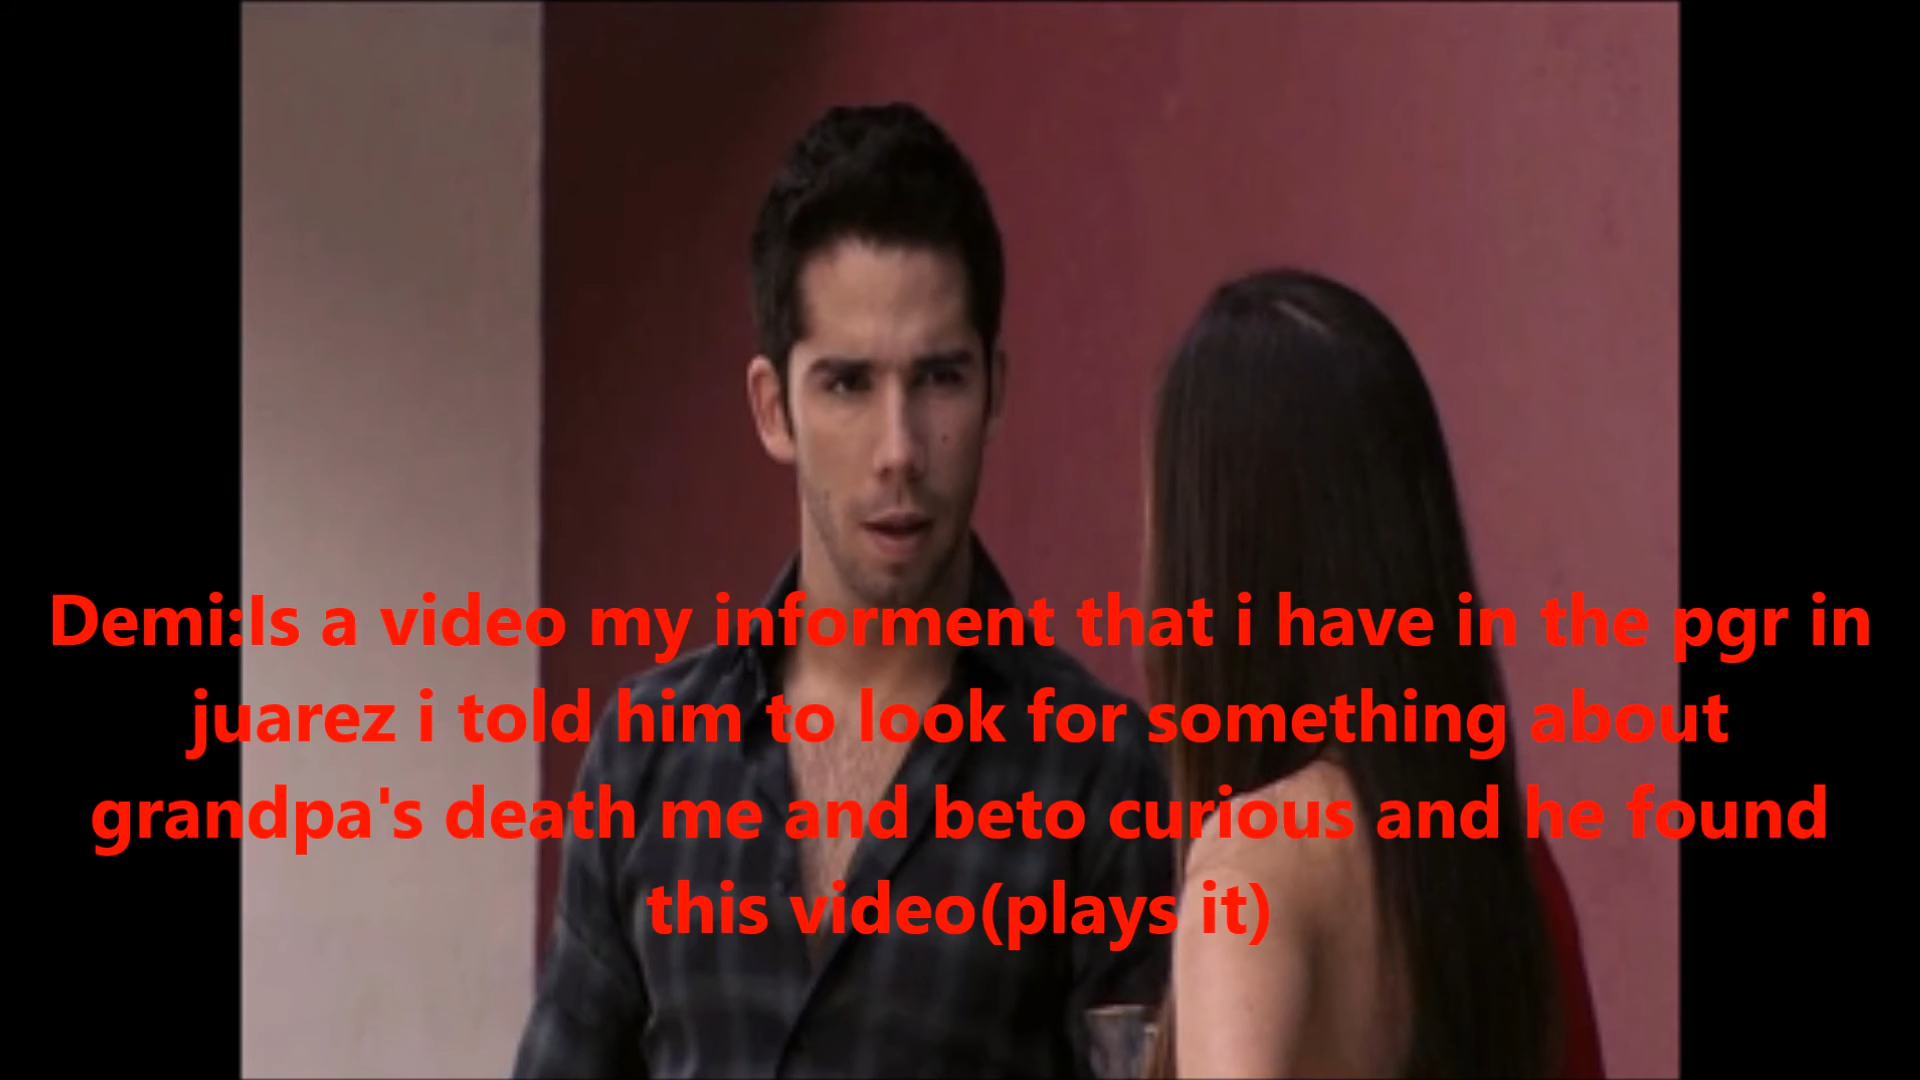 Demi:Is a video my informent that i have in the pgr in
juarez i told him to look for something about
grandpa's death me and beto curious and he found
this video(plays it)